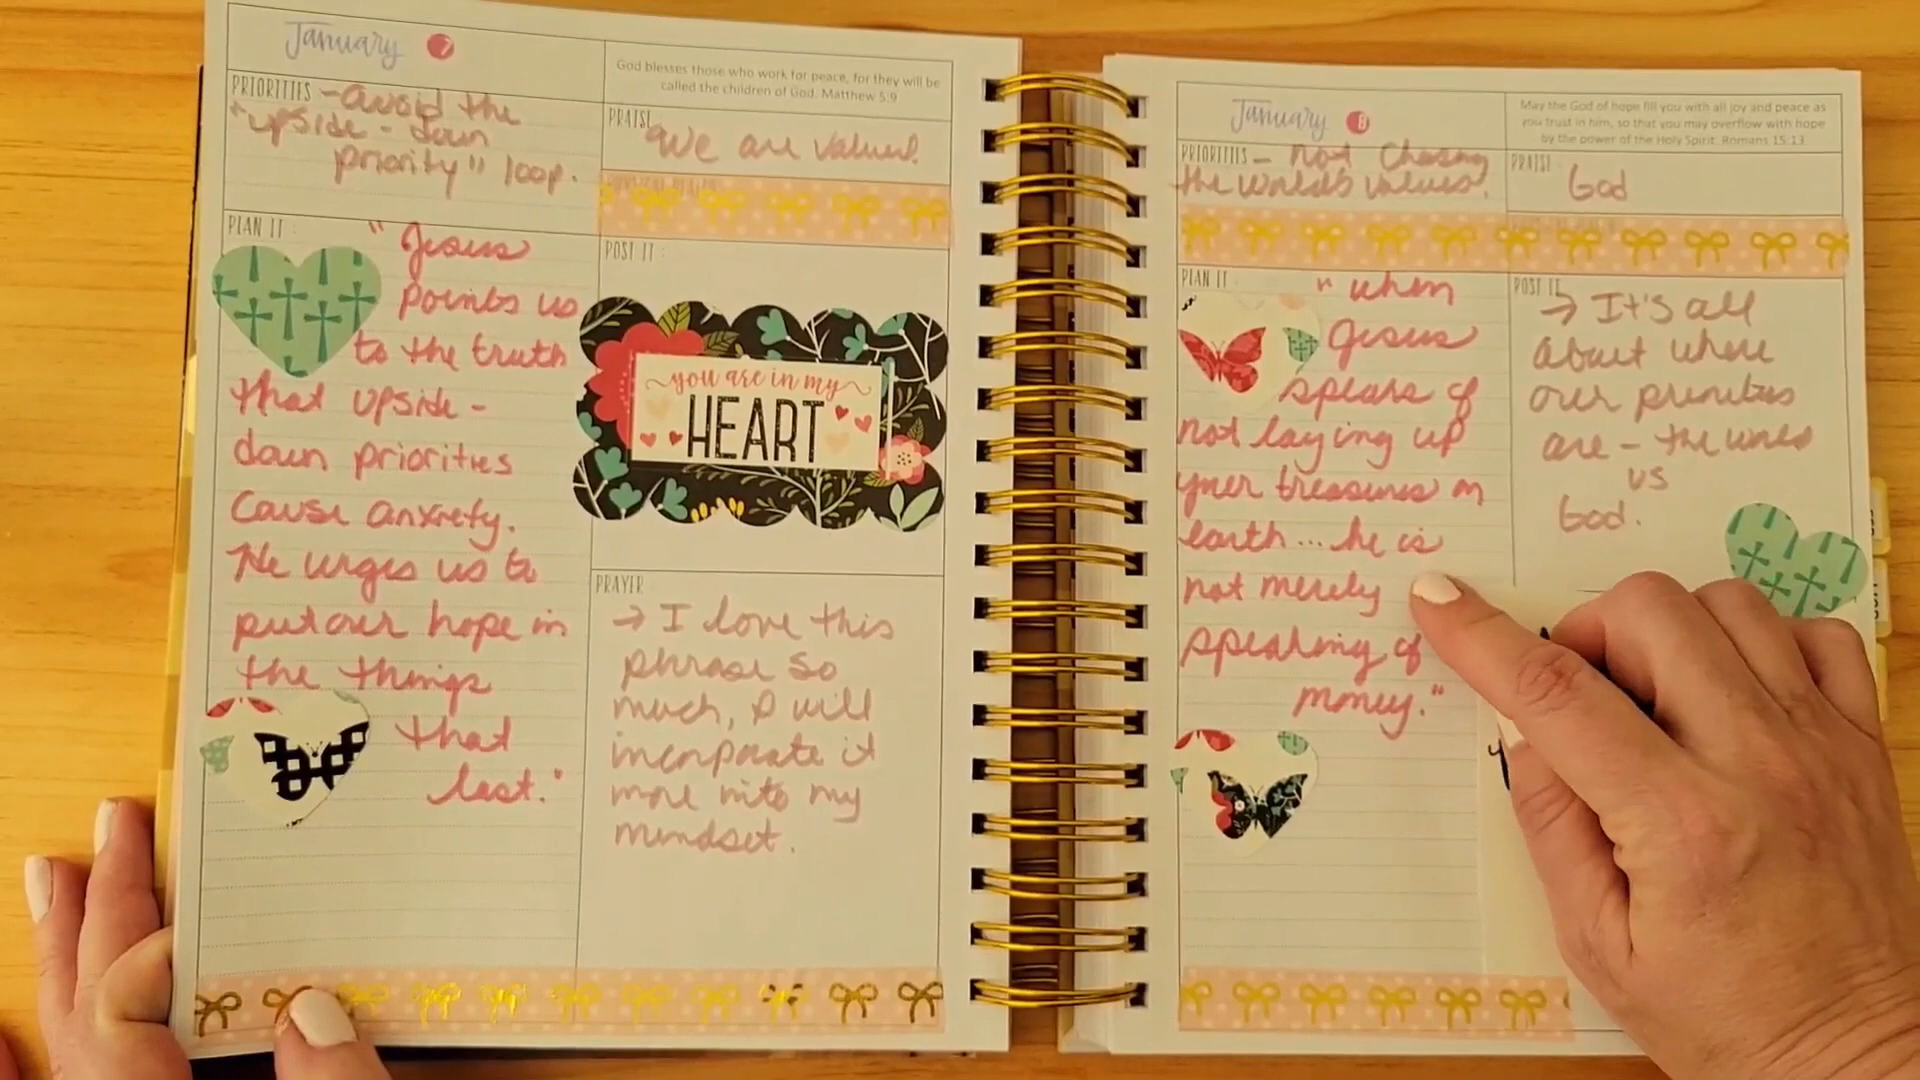 January 7
God blesses those who work for peace, for they will be
called the children of God. Matthew 5:9
PRIORITIES - avoid the
"upside - down
priority" loop.
PRAISE
We are valued.
PLAN IT :
"Jesus
points us
to the truth
that upside -
down priorities
cause anxiety.
He urges us to
put our hope in
the things
that
last."
POST IT :
you are in my
HEART
PRAYER
→ I love this
phrase so
much, I will
incorporate it
more into my
mindset.
January 8
May the God of hope fill you with all joy and peace as
you trust in him, so that you may overflow with hope
by the power of the Holy Spirit. Romans 15:13
PRIORITIES - not chasing
the world's values.
PRAISE
God
PLAN IT
"when
Jesus
speaks of
not laying up
your treasures on
earth... he is
not merely
speaking of
money."
POST IT
→ It's all
about where
our priorities
are - the world
vs
God.